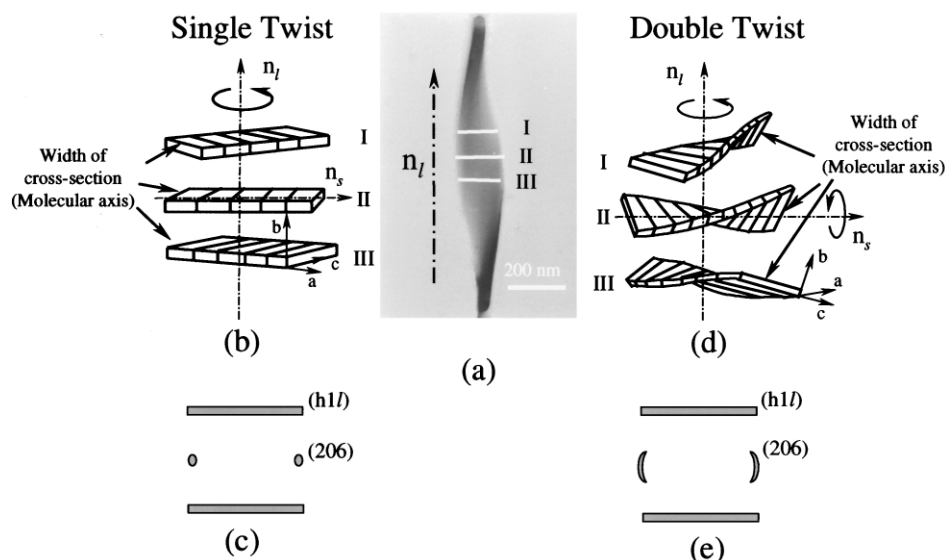 Single Twist
n_l
I
Width of
cross-section
(Molecular axis)
n_s
II
b
III
c
a
(b)
n_l
I
II
III
200 nm
(a)
Double Twist
n_l
Width of
cross-section
(Molecular axis)
I
II
n_s
III
b
a
c
(d)
(h1l)
(206)
(c)
(h1l)
(206)
(e)